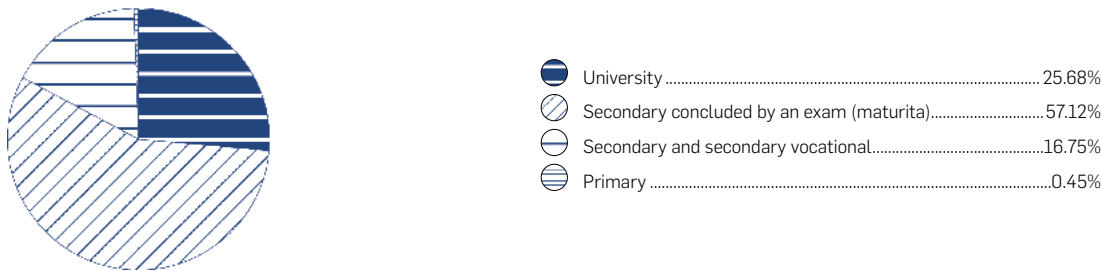 University ........................................................................................ 25.68%
Secondary concluded by an exam (maturita)........................... 57.12%
Secondary and secondary vocational.........................................16.75%
Primary ...............................................................................................0.45%